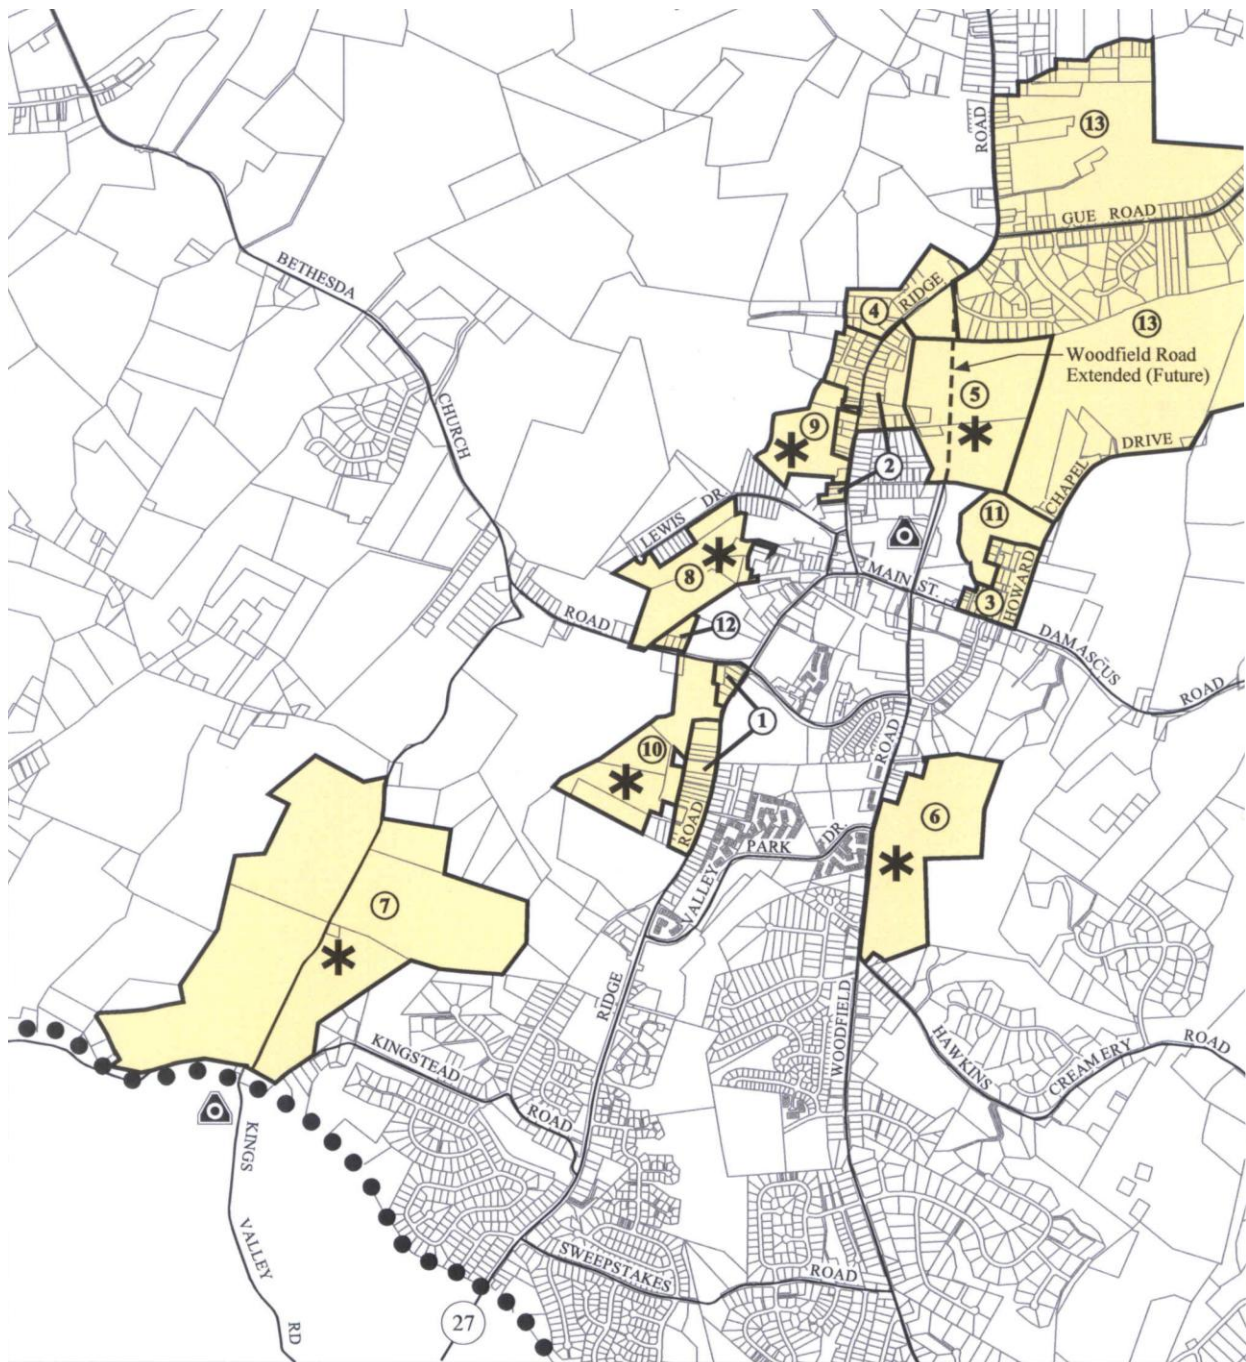 ROAD
13
GUE ROAD
BETHESDA
RIDGE
4
13
Woodfield Road
Extended (Future)
5
CHURCH
9
DRIVE
2
CHAPEL
LEWIS DR.
11
8
MAIN ST.
HOWARD
3
ROAD
12
DAMASCUS
ROAD
1
ROAD
10
6
ROAD
PARK DR.
VALLEY
7
RIDGE
WOODFIELD
HAWKINS
CREAMERY
ROAD
KINGSTEAD
ROAD
KINGS
VALLEY
RD
SWEEPSTAKES
ROAD
27